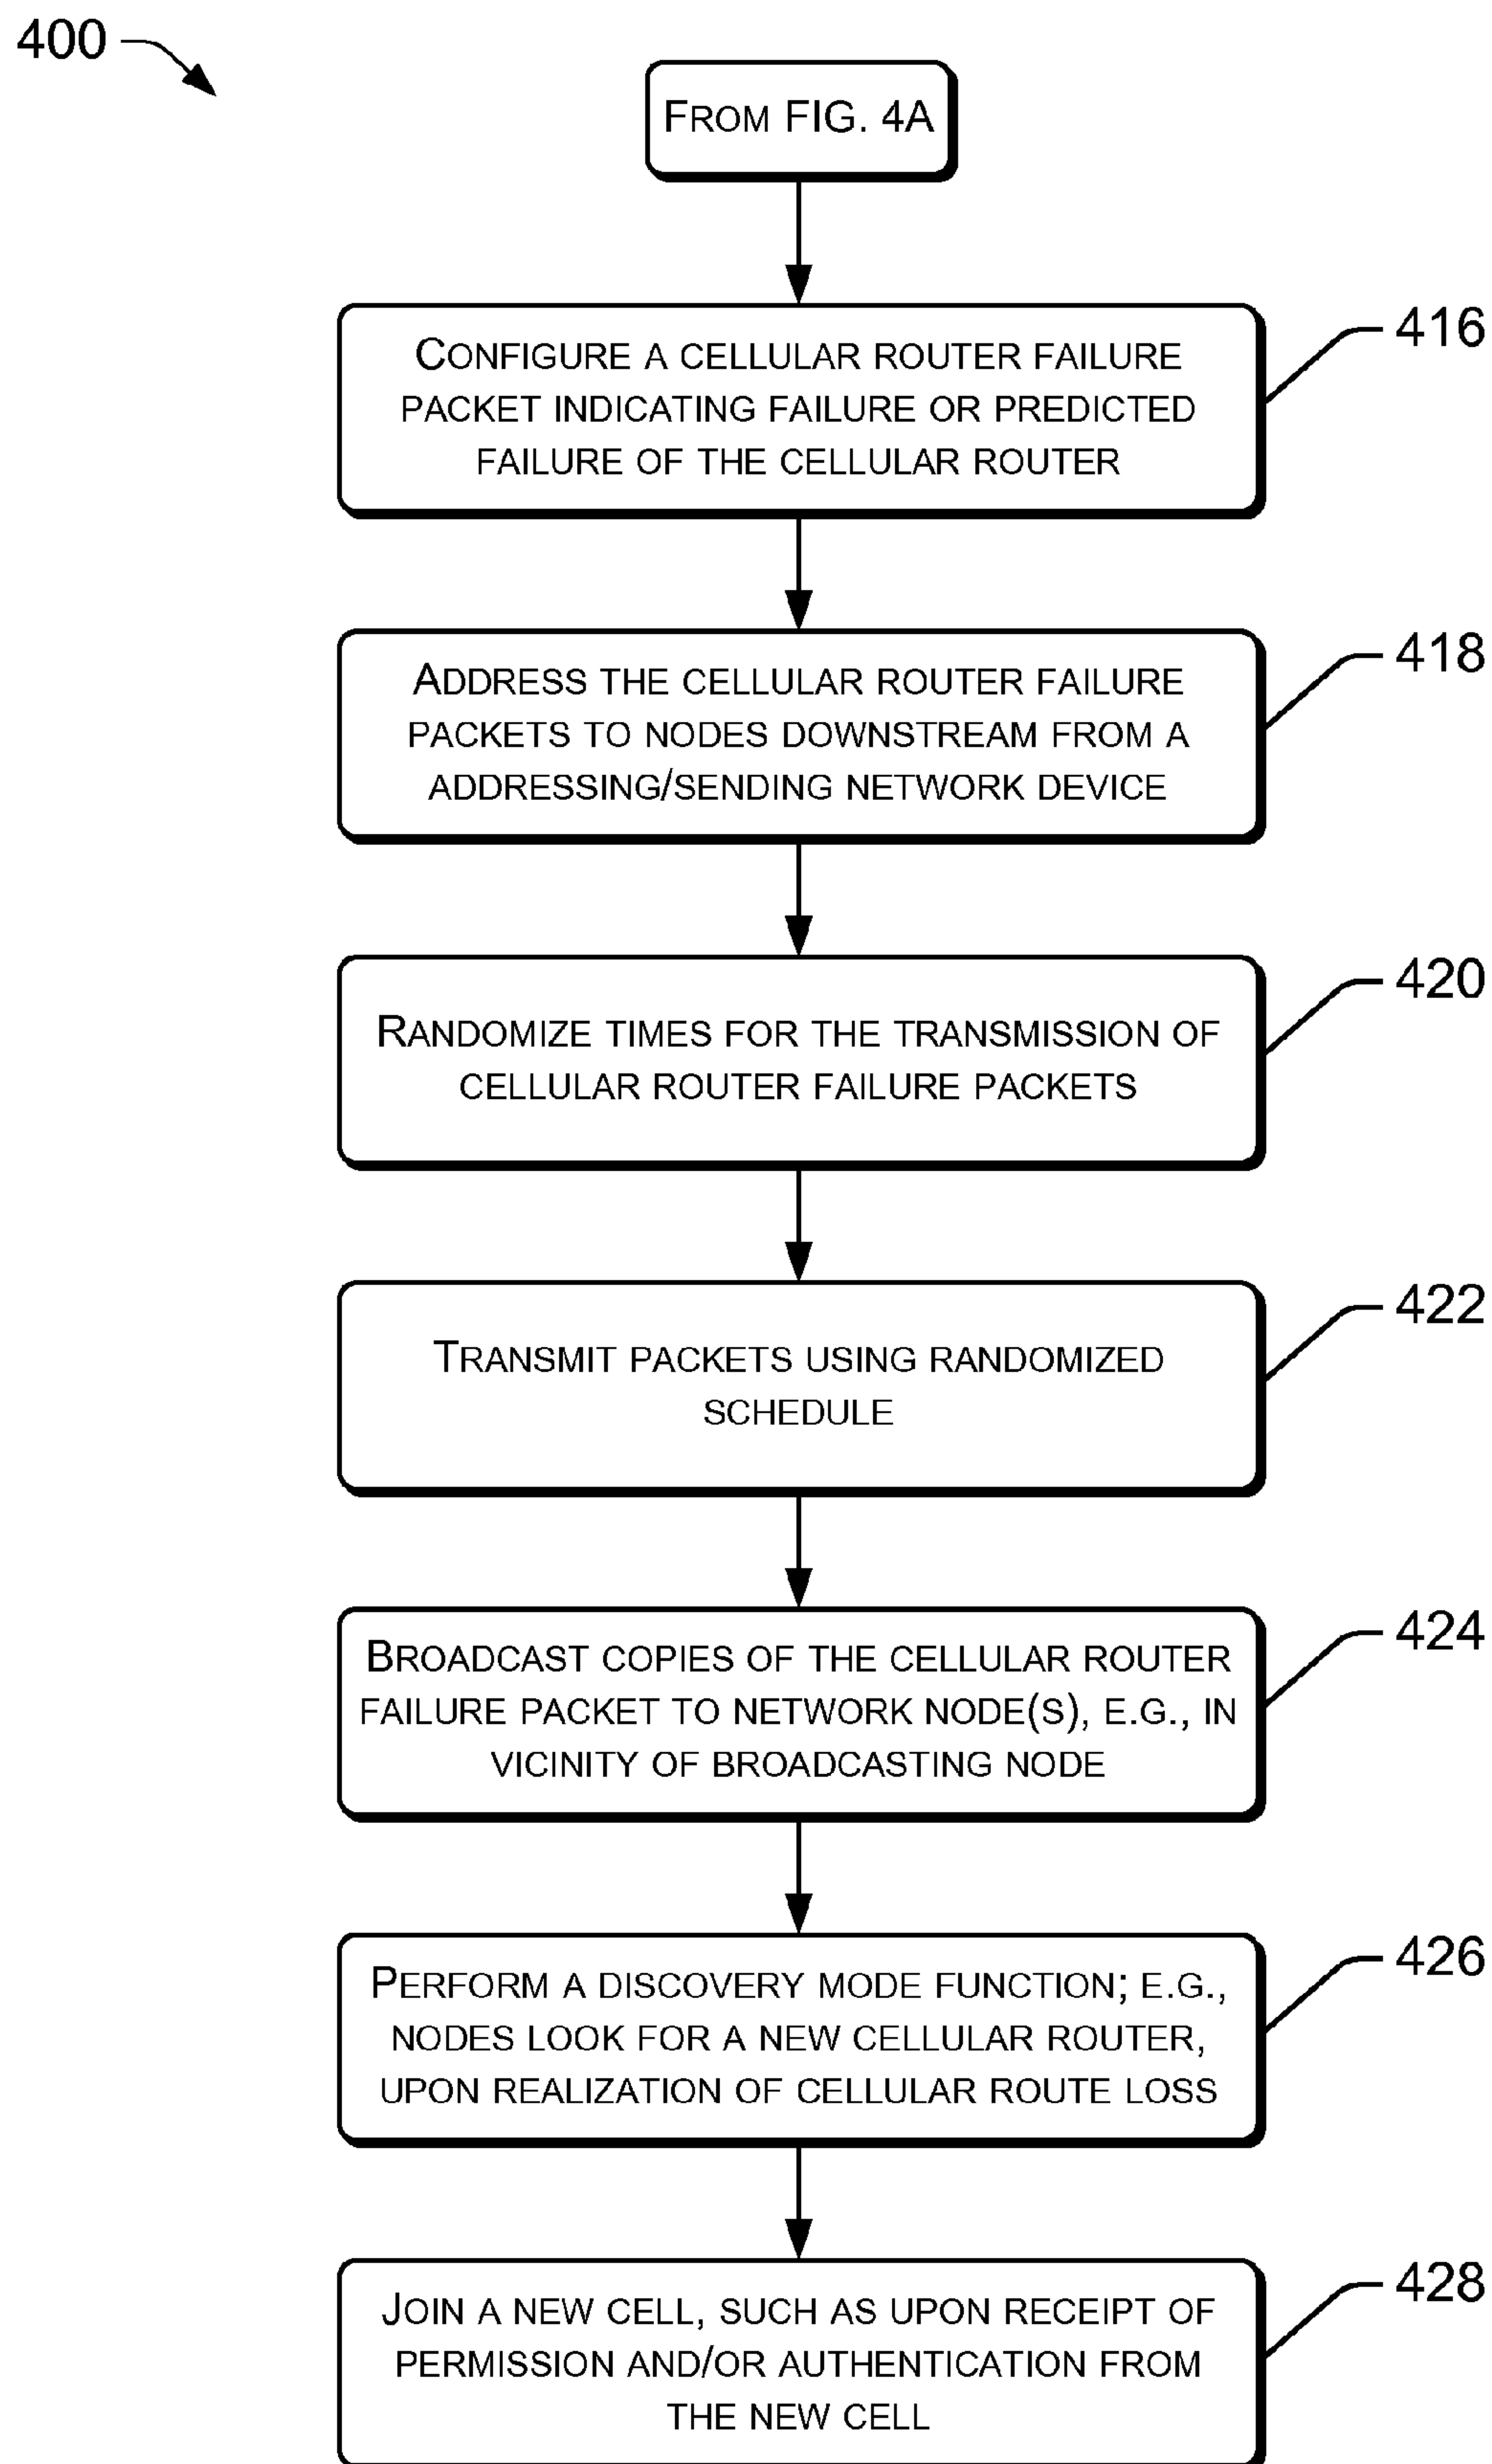 400
FROM FIG. 4A
CONFIGURE A CELLULAR ROUTER FAILURE
PACKET INDICATING FAILURE OR PREDICTED
FAILURE OF THE CELLULAR ROUTER
416
ADDRESS THE CELLULAR ROUTER FAILURE
PACKETS TO NODES DOWNSTREAM FROM A
ADDRESSING/SENDING NETWORK DEVICE
418
RANDOMIZE TIMES FOR THE TRANSMISSION OF
CELLULAR ROUTER FAILURE PACKETS
420
TRANSMIT PACKETS USING RANDOMIZED
SCHEDULE
422
BROADCAST COPIES OF THE CELLULAR ROUTER
FAILURE PACKET TO NETWORK NODE(S), E.G., IN
VICINITY OF BROADCASTING NODE
424
PERFORM A DISCOVERY MODE FUNCTION; E.G.,
NODES LOOK FOR A NEW CELLULAR ROUTER,
UPON REALIZATION OF CELLULAR ROUTE LOSS
426
JOIN A NEW CELL, SUCH AS UPON RECEIPT OF
PERMISSION AND/OR AUTHENTICATION FROM
THE NEW CELL
428